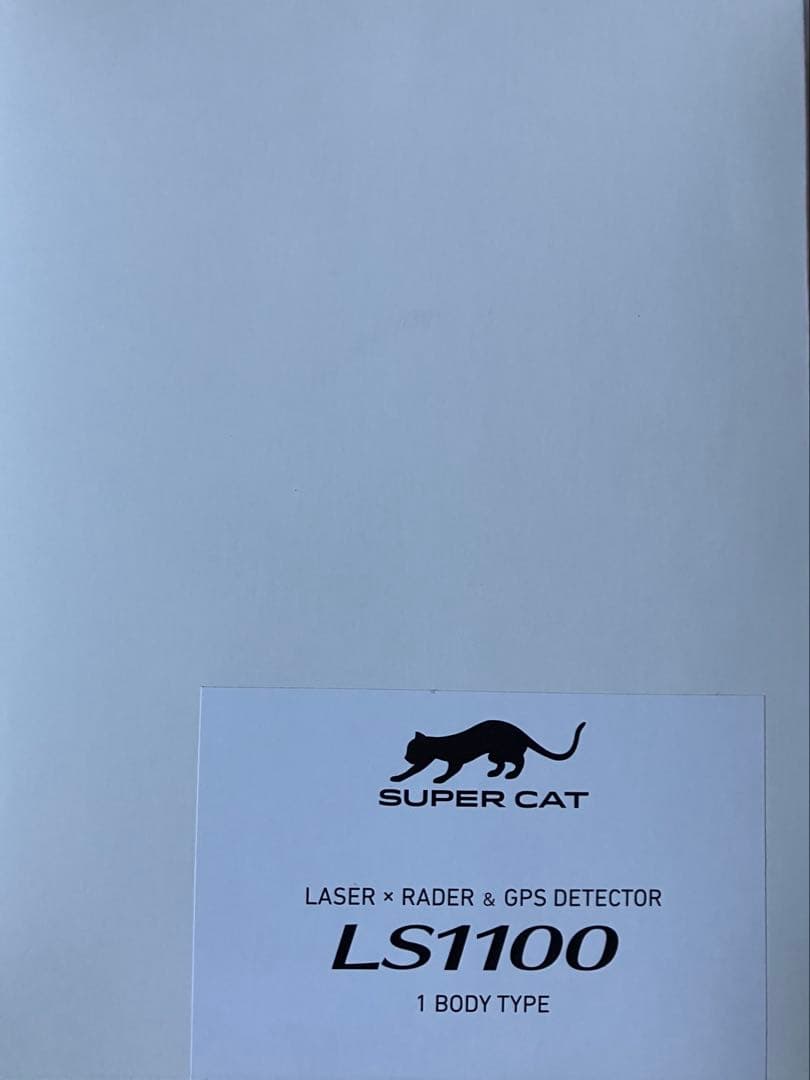 SUPER CAT
LASER × RADER & GPS DETECTOR
LS1100
1 BODY TYPE